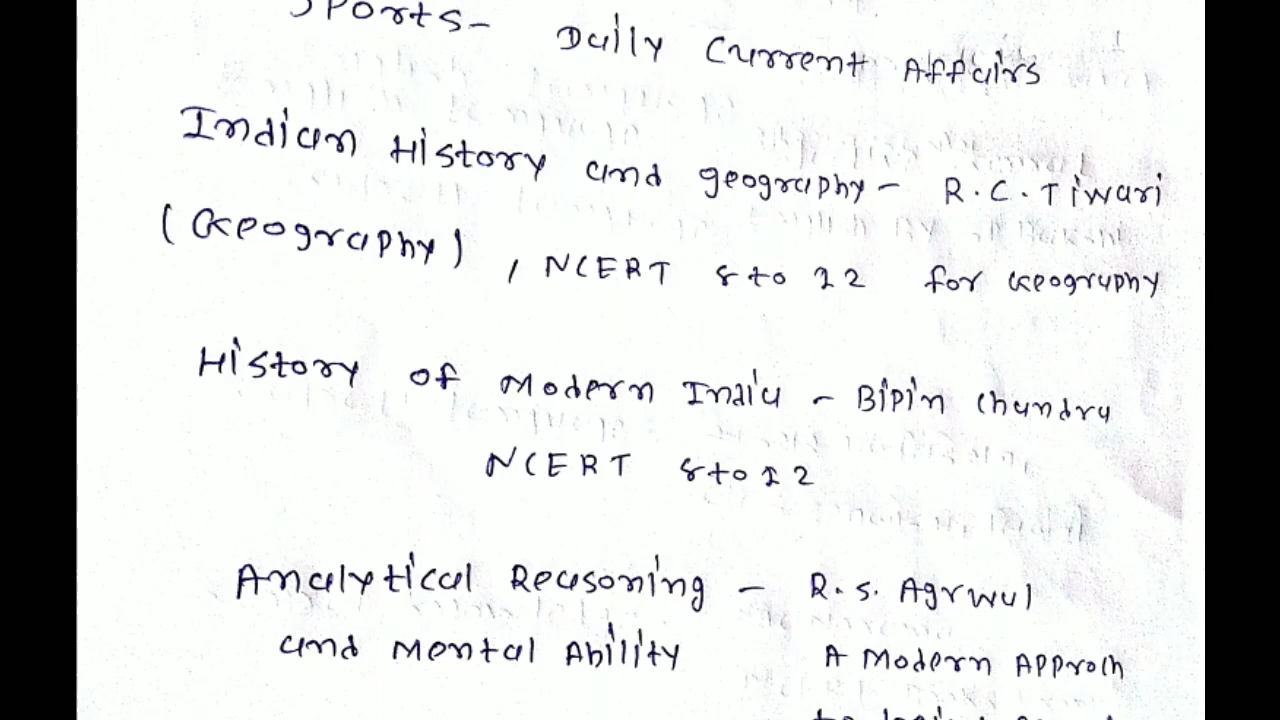 Sports- Daily Current Affairs
Indian History and geography - R.C. Tiwari
(Geography), NCERT 8 to 12 for Geography
History of Modern India - Bipin Chandra
NCERT 8 to 12
Analytical Reasoning - R. S. Agrwal
and Mental Ability A Modern Approch